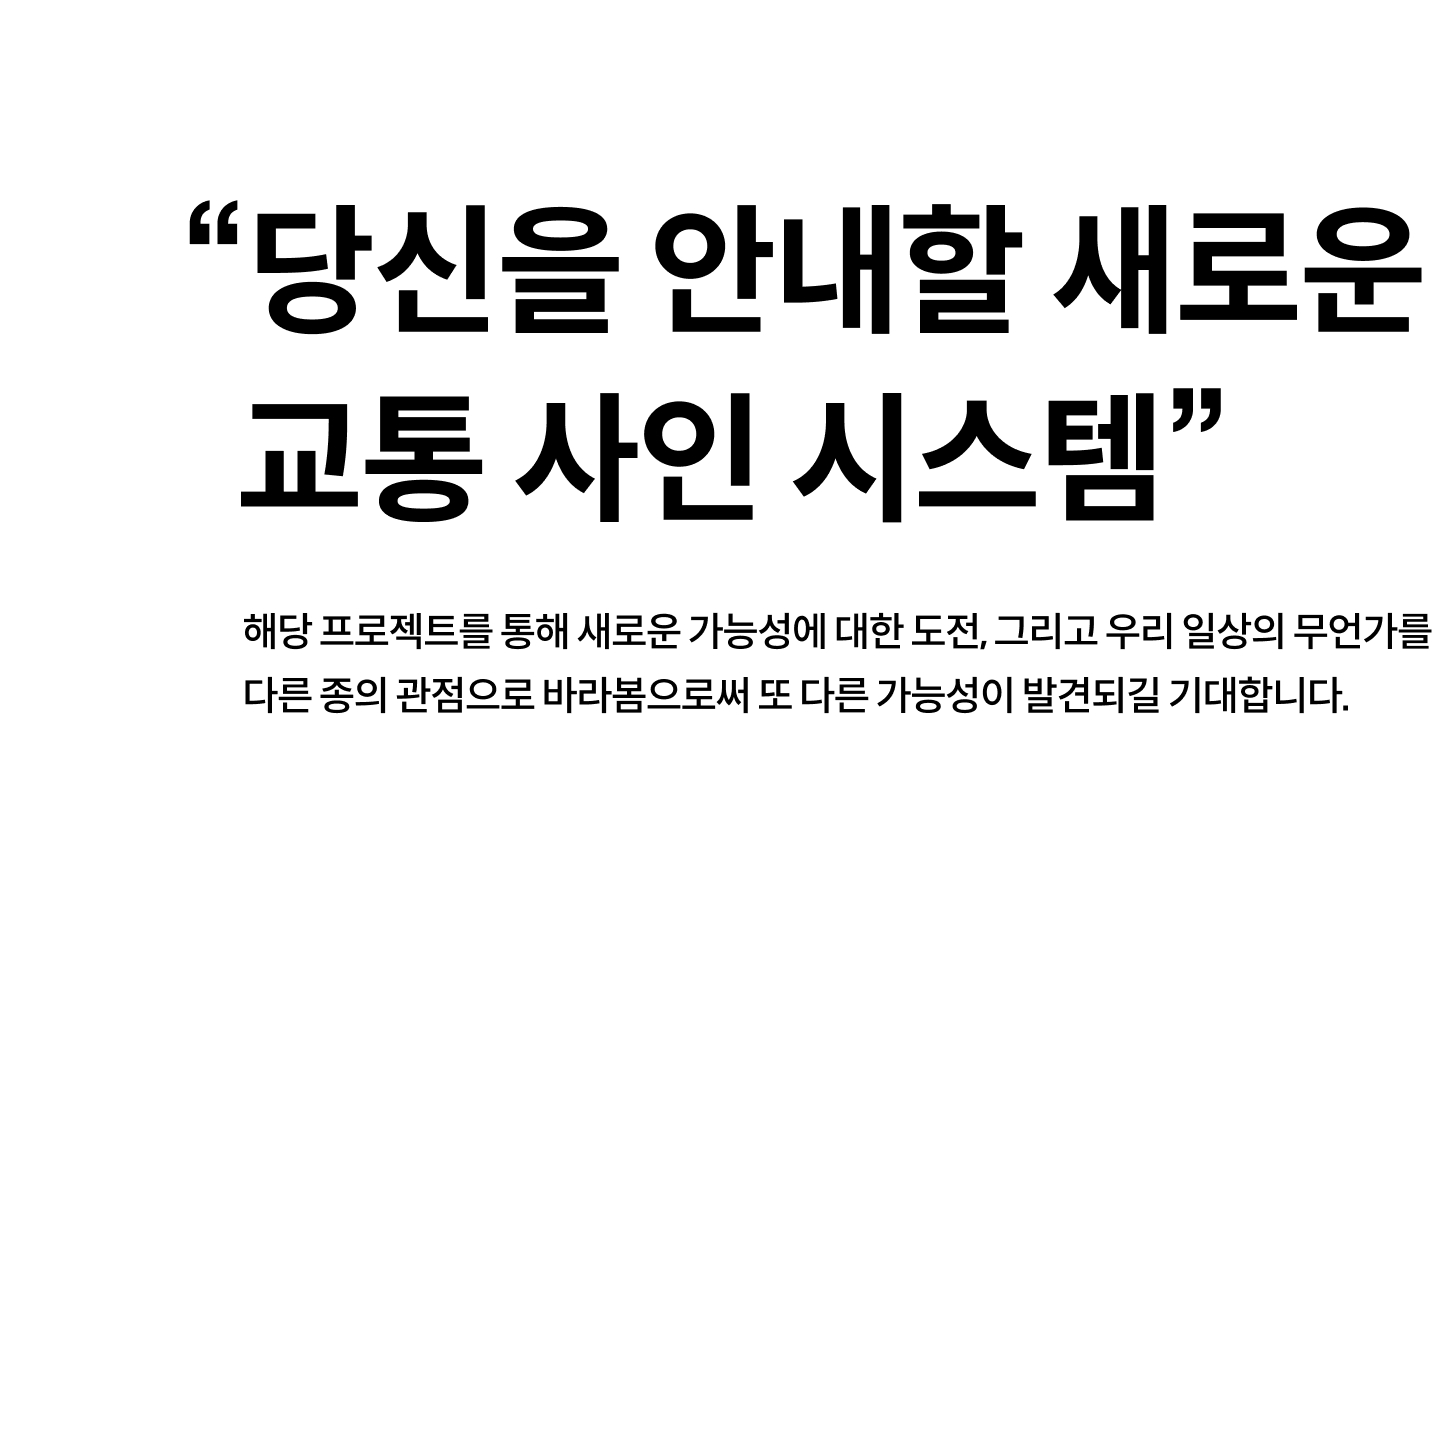 “당신을 안내할 새로운
교통 사인 시스템”
해당 프로젝트를 통해 새로운 가능성에 대한 도전, 그리고 우리 일상의 무언가를
다른 종의 관점으로 바라봄으로써 또 다른 가능성이 발견되길 기대합니다.